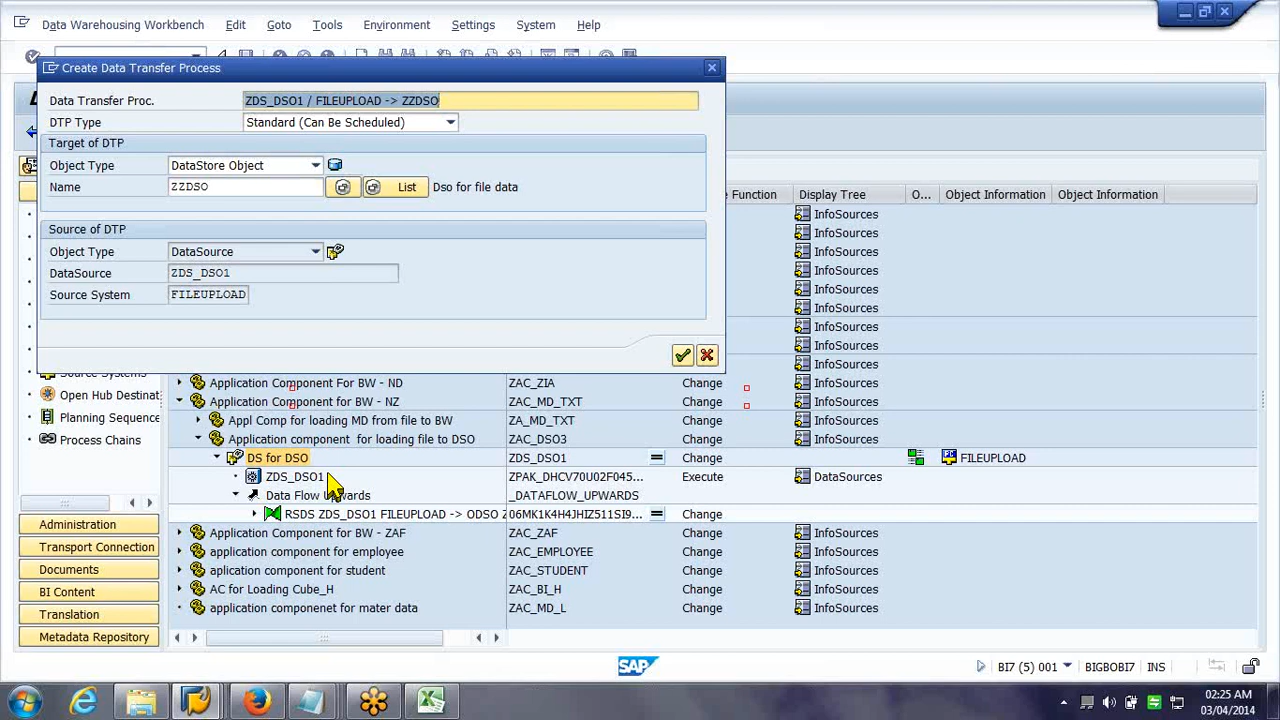 Data Warehousing Workbench Edit Goto Tools Environment Settings System Help
Create Data Transfer Process
Data Transfer Proc. ZDS_DSO1 / FILEUPLOAD -> ZZDSO
DTP Type Standard (Can Be Scheduled)
Target of DTP
Object Type DataStore Object
Name ZZDSO List Dso for file data
Source of DTP
Object Type DataSource
DataSource ZDS_DSO1
Source System FILEUPLOAD
Function Display Tree O... Object Information Object Information
InfoSources
InfoSources
InfoSources
InfoSources
InfoSources
InfoSources
InfoSources
InfoSources
InfoSources
Open Hub Destinat
Planning Sequence
Process Chains
Administration
Transport Connection
Documents
BI Content
Translation
Metadata Repository
Application Component For BW - ND ZAC_ZIA Change InfoSources
Application Component for BW - NZ ZAC_MD_TXT Change InfoSources
Appl Comp for loading MD from file to BW ZA_MD_TXT Change InfoSources
Application component for loading file to DSO ZAC_DSO3 Change InfoSources
DS for DSO ZDS_DSO1 Change FILEUPLOAD
ZDS_DSO1 ZPAK_DHCV70U02F045... Execute DataSources
Data Flow Upwards _DATAFLOW_UPWARDS
RSDS ZDS_DSO1 FILEUPLOAD -> ODSO Z 06MK1K4H4JHIZ511SI9... Change
Application Component for BW - ZAF ZAC_ZAF Change InfoSources
application component for employee ZAC_EMPLOYEE Change InfoSources
aplication component for student ZAC_STUDENT Change InfoSources
AC for Loading Cube_H ZAC_BI_H Change InfoSources
application componenet for mater data ZAC_MD_L Change InfoSources
SAP
BI7 (5) 001 BIGBOBI7 INS
02:25 AM
03/04/2014